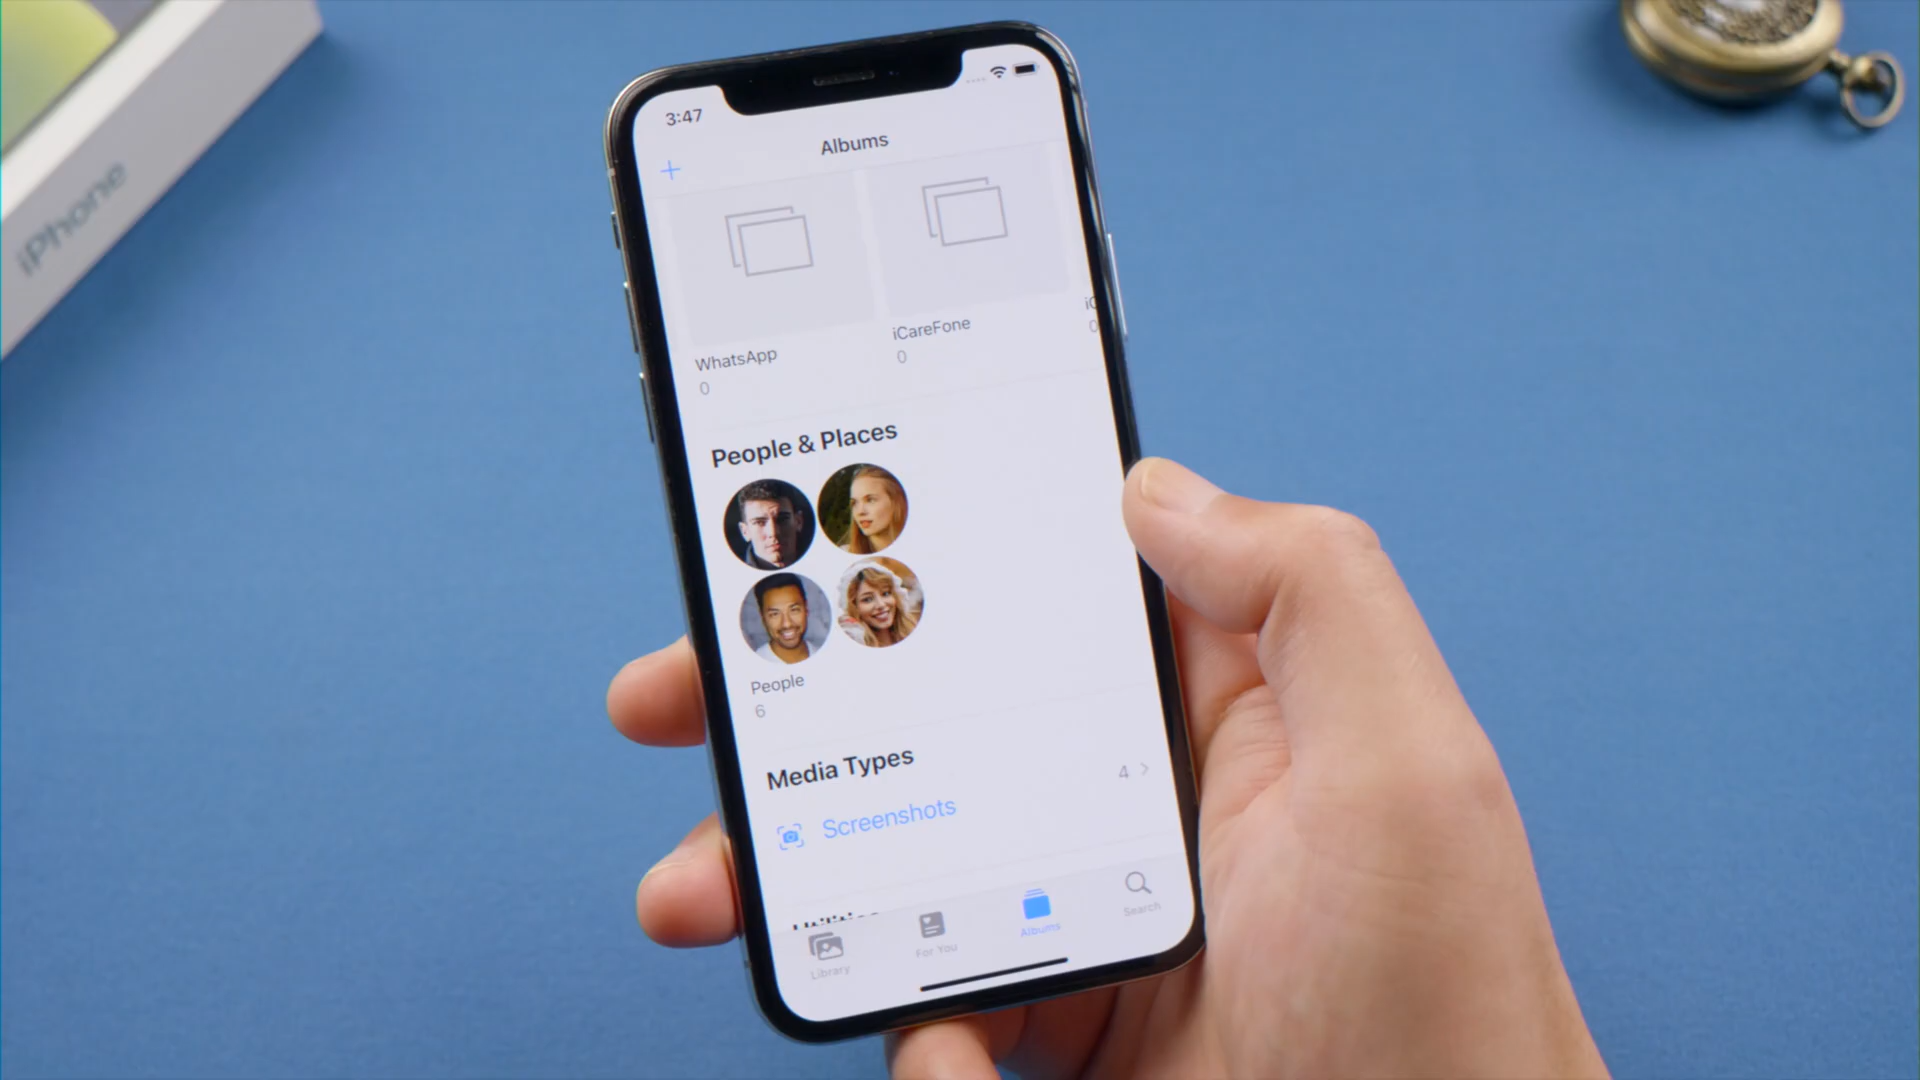 iPhone
3:47
Albums
WhatsApp
0
iCareFone
0
0
People & Places
People
6
Media Types
Screenshots
4
Library
For You
Albums
Search